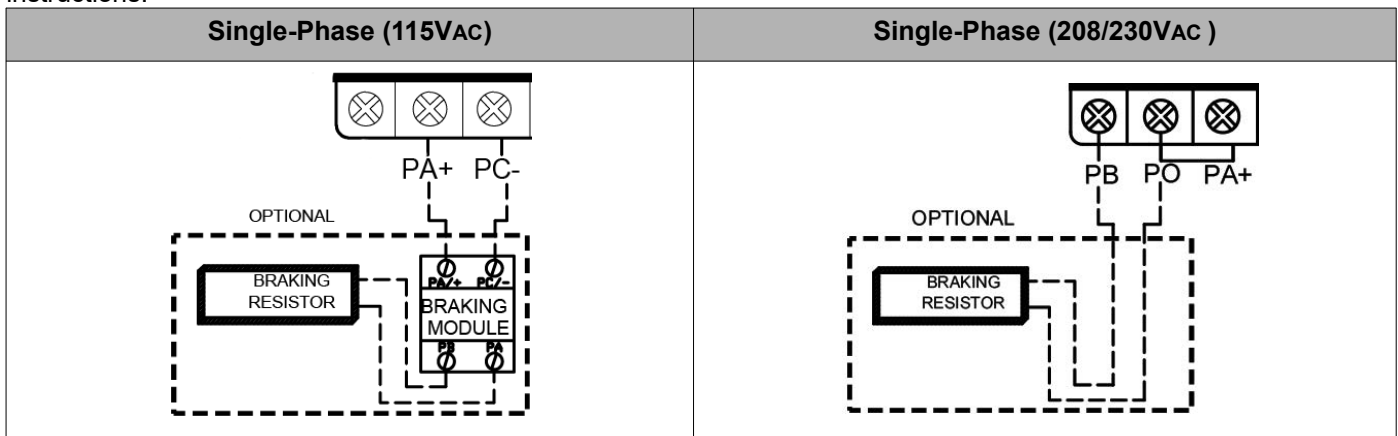 instructions:
Single-Phase (115VAC)
Single-Phase (208/230VAC )
PA+ PC-
OPTIONAL
BRAKING
RESISTOR
PA/+ PC/-
BRAKING
MODULE
PB PA
PB PO PA+
OPTIONAL
BRAKING
RESISTOR